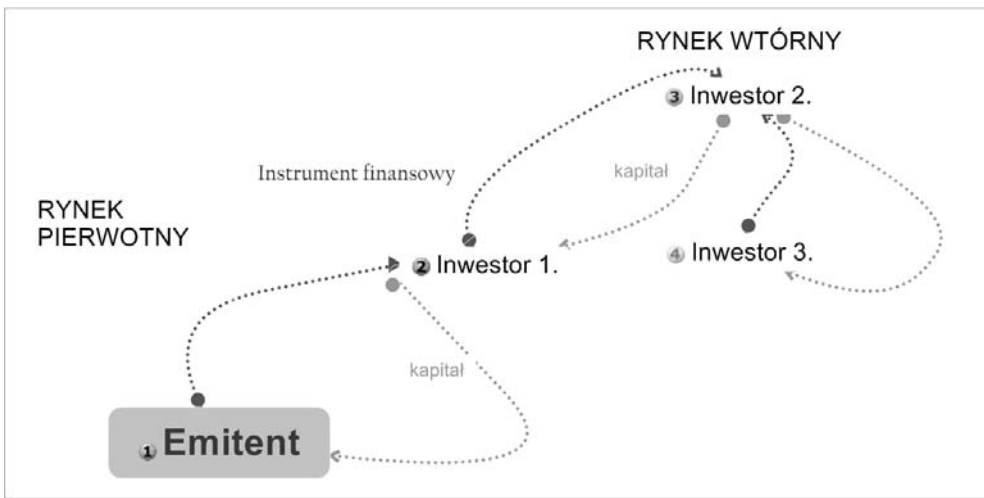 RYNEK WTÓRNY
3 Inwestor 2.
Instrument finansowy
kapitał
RYNEK
PIERWOTNY
4 Inwestor 3.
2 Inwestor 1.
kapitał
1 Emitent